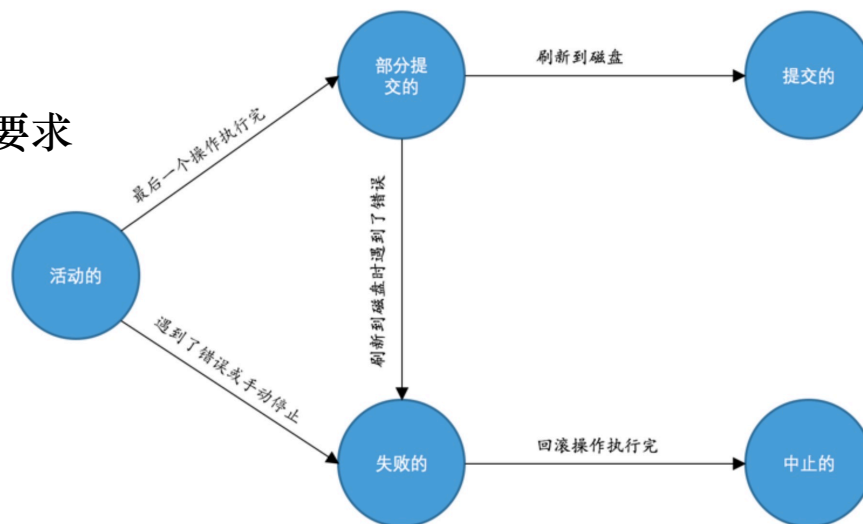 部分提
交的
刷新到磁盘
提交的
要求
最后一个操作执行完
刷新到磁盘时遇到了错误
活动的
遇到了错误或手动停止
失败的
回滚操作执行完
中止的